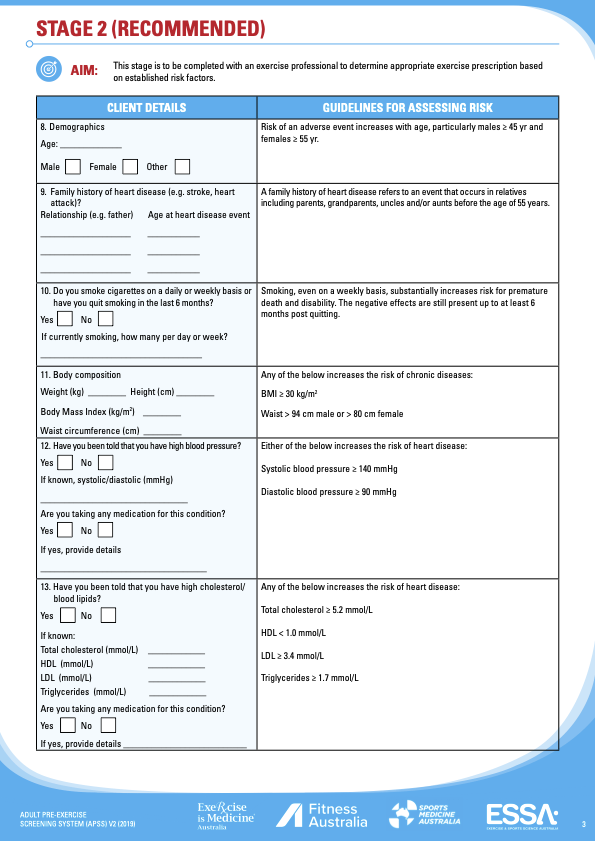 STAGE 2 (RECOMMENDED)
AIM:
This stage is to be completed with an exercise professional to determine appropriate exercise prescription based
on established risk factors.
CLIENT DETAILS
GUIDELINES FOR ASSESSING RISK
8. Demographics
Age: ____________
Male Female Other
Risk of an adverse event increases with age, particularly males ≥ 45 yr and
females ≥ 55 yr.
9. Family history of heart disease (e.g. stroke, heart
attack)?
Relationship (e.g. father) Age at heart disease event
A family history of heart disease refers to an event that occurs in relatives
including parents, grandparents, uncles and/or aunts before the age of 55 years.
10. Do you smoke cigarettes on a daily or weekly basis or
have you quit smoking in the last 6 months?
Yes No
If currently smoking, how many per day or week?
Smoking, even on a weekly basis, substantially increases risk for premature
death and disability. The negative effects are still present up to at least 6
months post quitting.
11. Body composition
Weight (kg) ________ Height (cm) ________
Body Mass Index (kg/m²) ________
Waist circumference (cm) ________
Any of the below increases the risk of chronic diseases:
BMI ≥ 30 kg/m²
Waist > 94 cm male or > 80 cm female
12. Have you been told that you have high blood pressure?
Yes No
If known, systolic/diastolic (mmHg)
Are you taking any medication for this condition?
Yes No
If yes, provide details
Either of the below increases the risk of heart disease:
Systolic blood pressure ≥ 140 mmHg
Diastolic blood pressure ≥ 90 mmHg
13. Have you been told that you have high cholesterol/
blood lipids?
Yes No
If known:
Total cholesterol (mmol/L) ____________
HDL (mmol/L) ____________
LDL (mmol/L) ____________
Triglycerides (mmol/L) ____________
Are you taking any medication for this condition?
Yes No
If yes, provide details ________________________
Any of the below increases the risk of heart disease:
Total cholesterol ≥ 5.2 mmol/L
HDL < 1.0 mmol/L
LDL ≥ 3.4 mmol/L
Triglycerides ≥ 1.7 mmol/L
ADULT PRE-EXERCISE
SCREENING SYSTEM (APSS) V2 (2019)
ExeRcise
is Medicine
Australia
Fitness
Australia
SPORTS
MEDICINE
AUSTRALIA
ESSA
EXERCISE & SPORTS SCIENCE AUSTRALIA
3